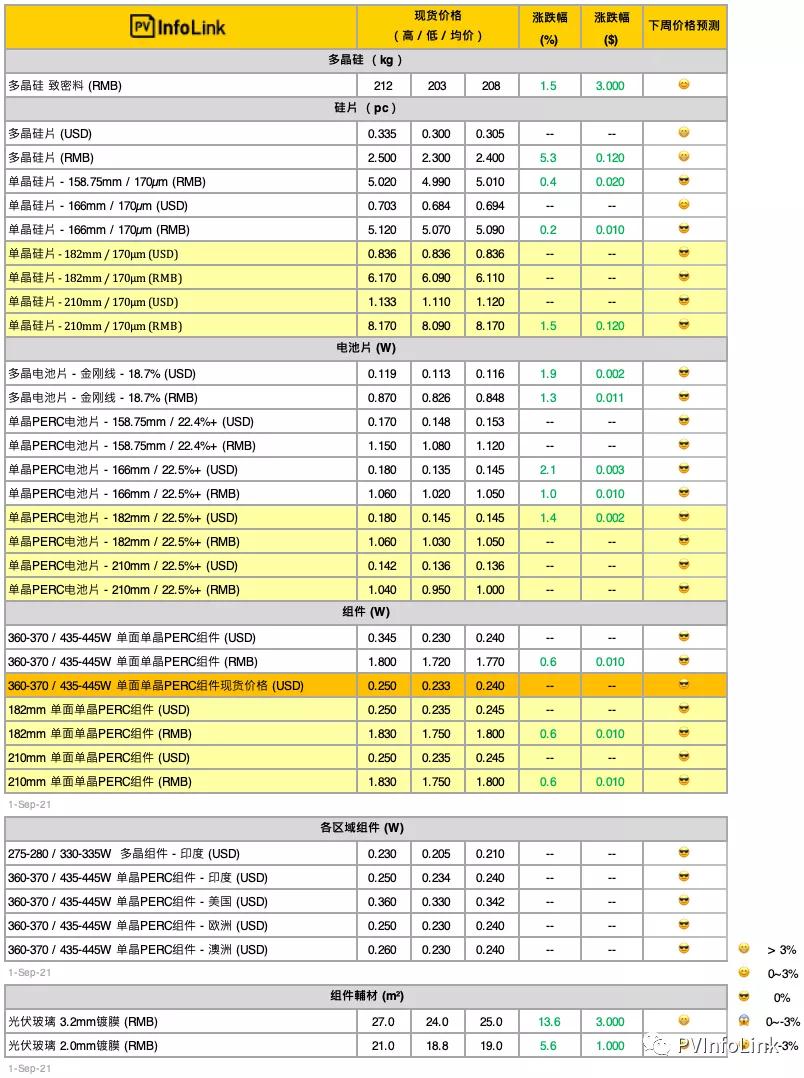 PV InfoLink 现货价格 涨跌幅 涨跌幅 下周价格预测
( 高 / 低 / 均价 ) (%) ($)
多晶硅 ( kg )
多晶硅 致密料 (RMB) 212 203 208 1.5 3.000
硅片 ( pc )
多晶硅片 (USD) 0.335 0.300 0.305 -- --
多晶硅片 (RMB) 2.500 2.300 2.400 5.3 0.120
单晶硅片 - 158.75mm / 170µm (RMB) 5.020 4.990 5.010 0.4 0.020
单晶硅片 - 166mm / 170µm (USD) 0.703 0.684 0.694 -- --
单晶硅片 - 166mm / 170µm (RMB) 5.120 5.070 5.090 0.2 0.010
单晶硅片 - 182mm / 170µm (USD) 0.836 0.836 0.836 -- --
单晶硅片 - 182mm / 170µm (RMB) 6.170 6.090 6.110 -- --
单晶硅片 - 210mm / 170µm (USD) 1.133 1.110 1.120 -- --
单晶硅片 - 210mm / 170µm (RMB) 8.170 8.090 8.170 1.5 0.120
电池片 (W)
多晶电池片 - 金刚线 - 18.7% (USD) 0.119 0.113 0.116 1.9 0.002
多晶电池片 - 金刚线 - 18.7% (RMB) 0.870 0.826 0.848 1.3 0.011
单晶PERC电池片 - 158.75mm / 22.4%+ (USD) 0.170 0.148 0.153 -- --
单晶PERC电池片 - 158.75mm / 22.4%+ (RMB) 1.150 1.080 1.120 -- --
单晶PERC电池片 - 166mm / 22.5%+ (USD) 0.180 0.135 0.145 2.1 0.003
单晶PERC电池片 - 166mm / 22.5%+ (RMB) 1.060 1.020 1.050 1.0 0.010
单晶PERC电池片 - 182mm / 22.5%+ (USD) 0.180 0.145 0.145 1.4 0.002
单晶PERC电池片 - 182mm / 22.5%+ (RMB) 1.060 1.030 1.050 -- --
单晶PERC电池片 - 210mm / 22.5%+ (USD) 0.142 0.136 0.136 -- --
单晶PERC电池片 - 210mm / 22.5%+ (RMB) 1.040 0.950 1.000 -- --
组件 (W)
360-370 / 435-445W 单面单晶PERC组件 (USD) 0.345 0.230 0.240 -- --
360-370 / 435-445W 单面单晶PERC组件 (RMB) 1.800 1.720 1.770 0.6 0.010
360-370 / 435-445W 单面单晶PERC组件现货价格 (USD) 0.250 0.233 0.240 -- --
182mm 单面单晶PERC组件 (USD) 0.250 0.235 0.245 -- --
182mm 单面单晶PERC组件 (RMB) 1.830 1.750 1.800 0.6 0.010
210mm 单面单晶PERC组件 (USD) 0.250 0.235 0.245 -- --
210mm 单面单晶PERC组件 (RMB) 1.830 1.750 1.800 0.6 0.010
1-Sep-21
各区域组件 (W)
275-280 / 330-335W 多晶组件 - 印度 (USD) 0.230 0.205 0.210 -- --
360-370 / 435-445W 单晶PERC组件 - 印度 (USD) 0.250 0.234 0.240 -- --
360-370 / 435-445W 单晶PERC组件 - 美国 (USD) 0.360 0.330 0.342 -- --
360-370 / 435-445W 单晶PERC组件 - 欧洲 (USD) 0.250 0.230 0.240 -- --
360-370 / 435-445W 单晶PERC组件 - 澳洲 (USD) 0.260 0.230 0.240 -- --
> 3%
1-Sep-21
0~3%
组件輔材 (m²)
0%
光伏玻璃 3.2mm镀膜 (RMB) 27.0 24.0 25.0 13.6 3.000
0~-3%
光伏玻璃 2.0mm镀膜 (RMB) 21.0 18.8 19.0 5.6 1.000
-3%
PVInfoLink
1-Sep-21